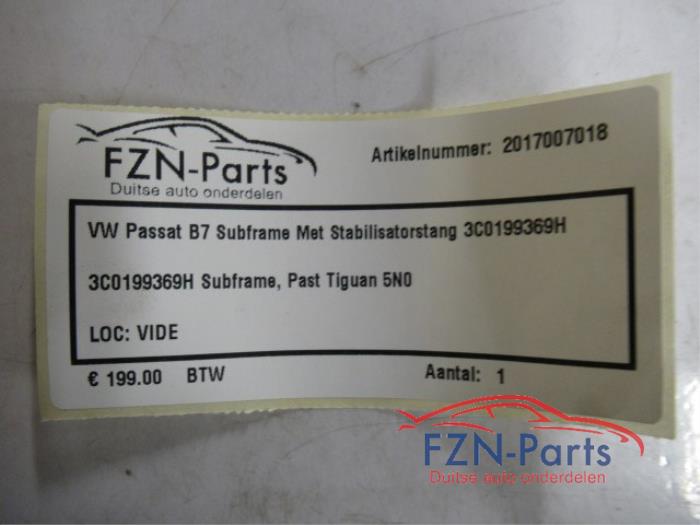 FZN-Parts
Duitse auto onderdelen
Artikelnummer: 2017007018
VW Passat B7 Subframe Met Stabilisatorstang 3C0199369H
3C0199369H Subframe, Past Tiguan 5N0
LOC: VIDE
€ 199.00 BTW
Aantal: 1
FZN-Parts
Duitse auto onderdelen